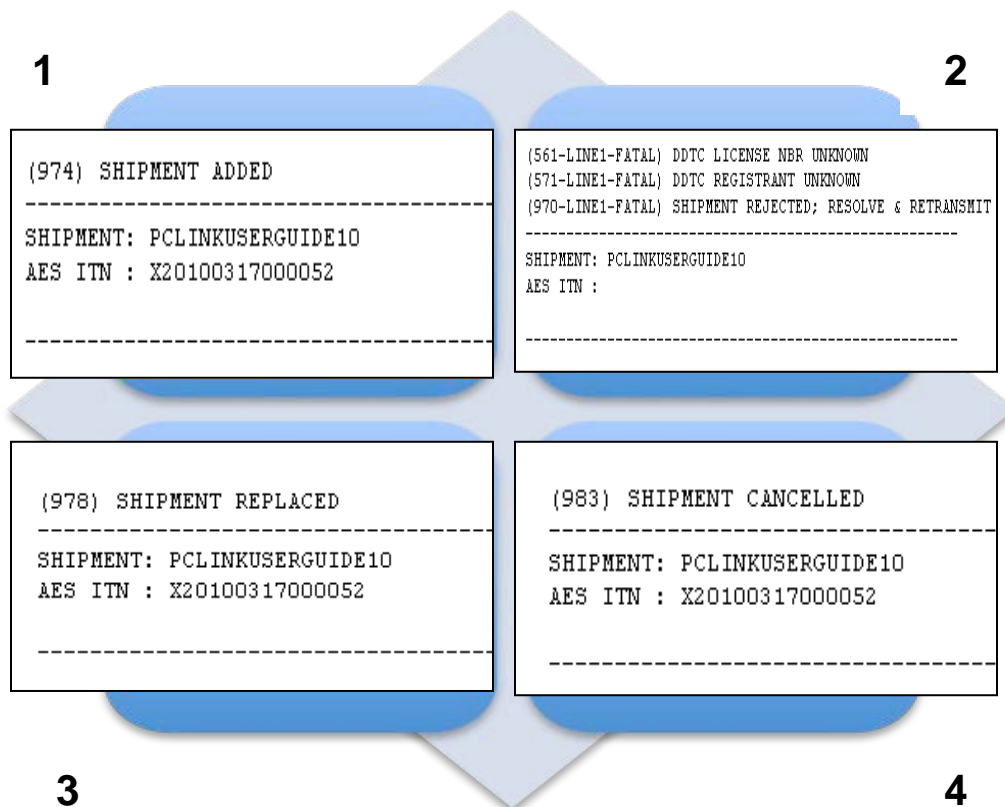 1
(974) SHIPMENT ADDED
------------------------------------
SHIPMENT: PCLINKUSERGUIDE10
AES ITN : X20100317000052
------------------------------------
2
(561-LINE1-FATAL) DDTC LICENSE NBR UNKNOWN
(571-LINE1-FATAL) DDTC REGISTRANT UNKNOWN
(970-LINE1-FATAL) SHIPMENT REJECTED; RESOLVE & RETRANSMIT
------------------------------------------------------
SHIPMENT: PCLINKUSERGUIDE10
AES ITN :
------------------------------------------------------
(978) SHIPMENT REPLACED
-----------------------------------
SHIPMENT: PCLINKUSERGUIDE10
AES ITN : X20100317000052
-----------------------------------
3
(983) SHIPMENT CANCELLED
----------------------------------
SHIPMENT: PCLINKUSERGUIDE10
AES ITN : X20100317000052
----------------------------------
4